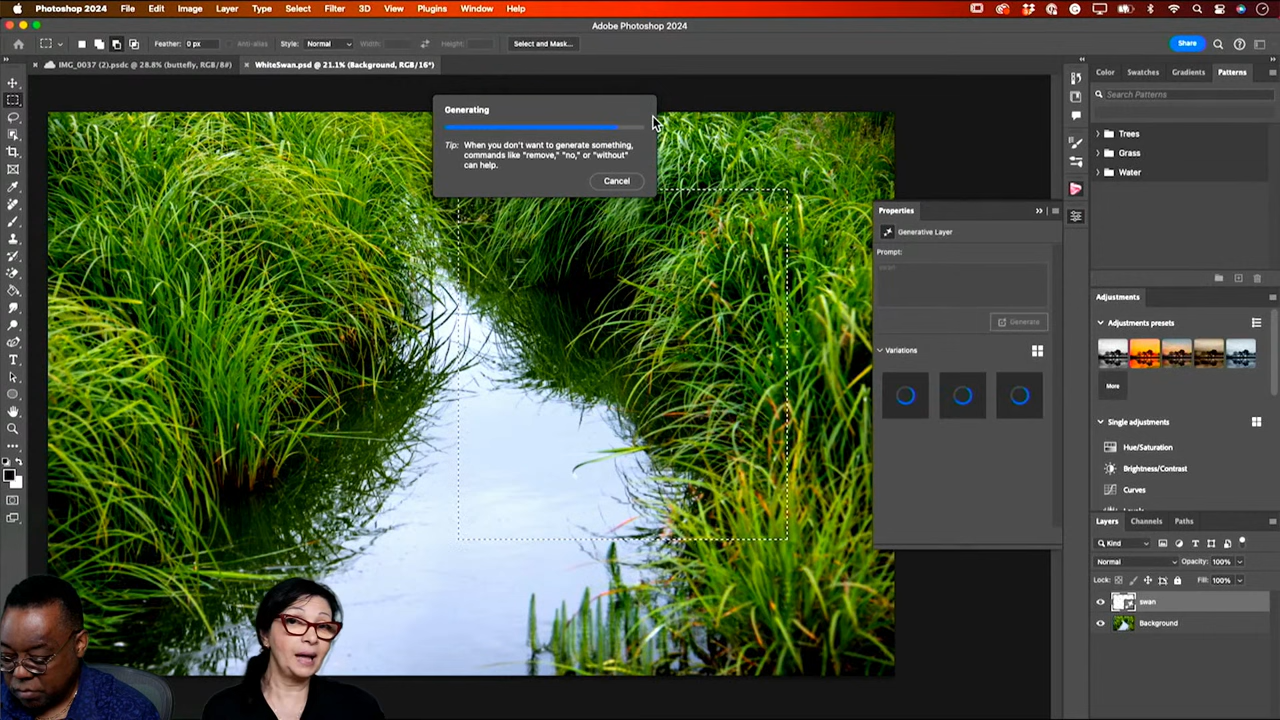 Photoshop 2024 File Edit Image Layer Type Select Filter 3D View Plugins Window Help
Adobe Photoshop 2024
Feather: 0 px Anti-alias Style: Normal Width: Height: Select and Mask... Share
× IMG_0037 (2).psdc @ 28.8% (buttefly, RGB/8#) × WhiteSwan.psd @ 21.1% (Background, RGB/16*)
Generating
Tip: When you don't want to generate something,
commands like "remove," "no," or "without"
can help.
Cancel
Properties
Generative Layer
Prompt:
swan
Generate
Variations
Color Swatches Gradients Patterns
Search Patterns
Trees
Grass
Water
Adjustments
Adjustments presets
More
Single adjustments
Hue/Saturation
Brightness/Contrast
Curves
Layers Channels Paths
Kind
Normal Opacity: 100%
Lock: Fill: 100%
swan
Background